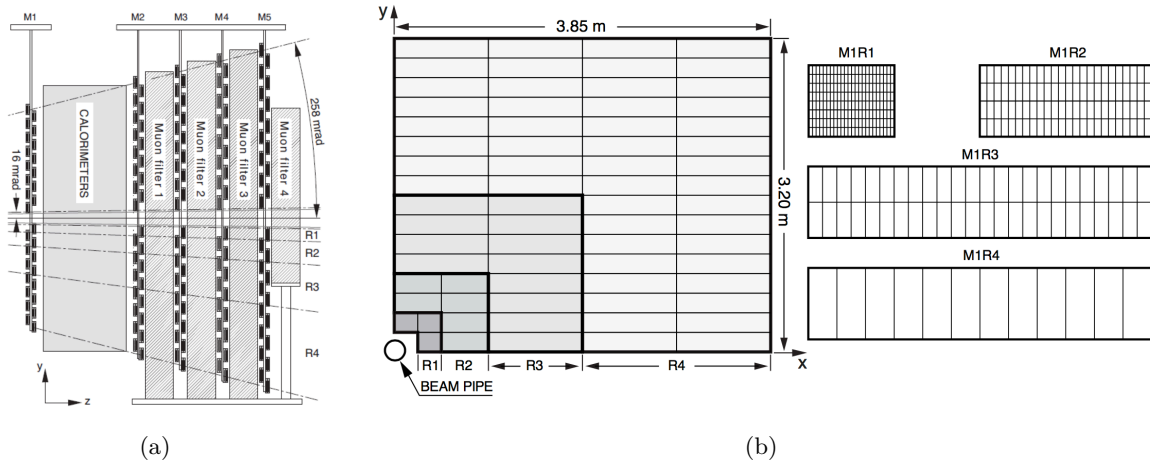 M1
M2
M3
M4
M5
258 mrad
16 mrad
CALORIMETERS
Muon filter 1
Muon filter 2
Muon filter 3
Muon filter 4
R1
R2
R3
R4
y
z
(a)
y
3.85 m
3.20 m
R1
R2
R3
R4
x
BEAM PIPE
M1R1
M1R2
M1R3
M1R4
(b)